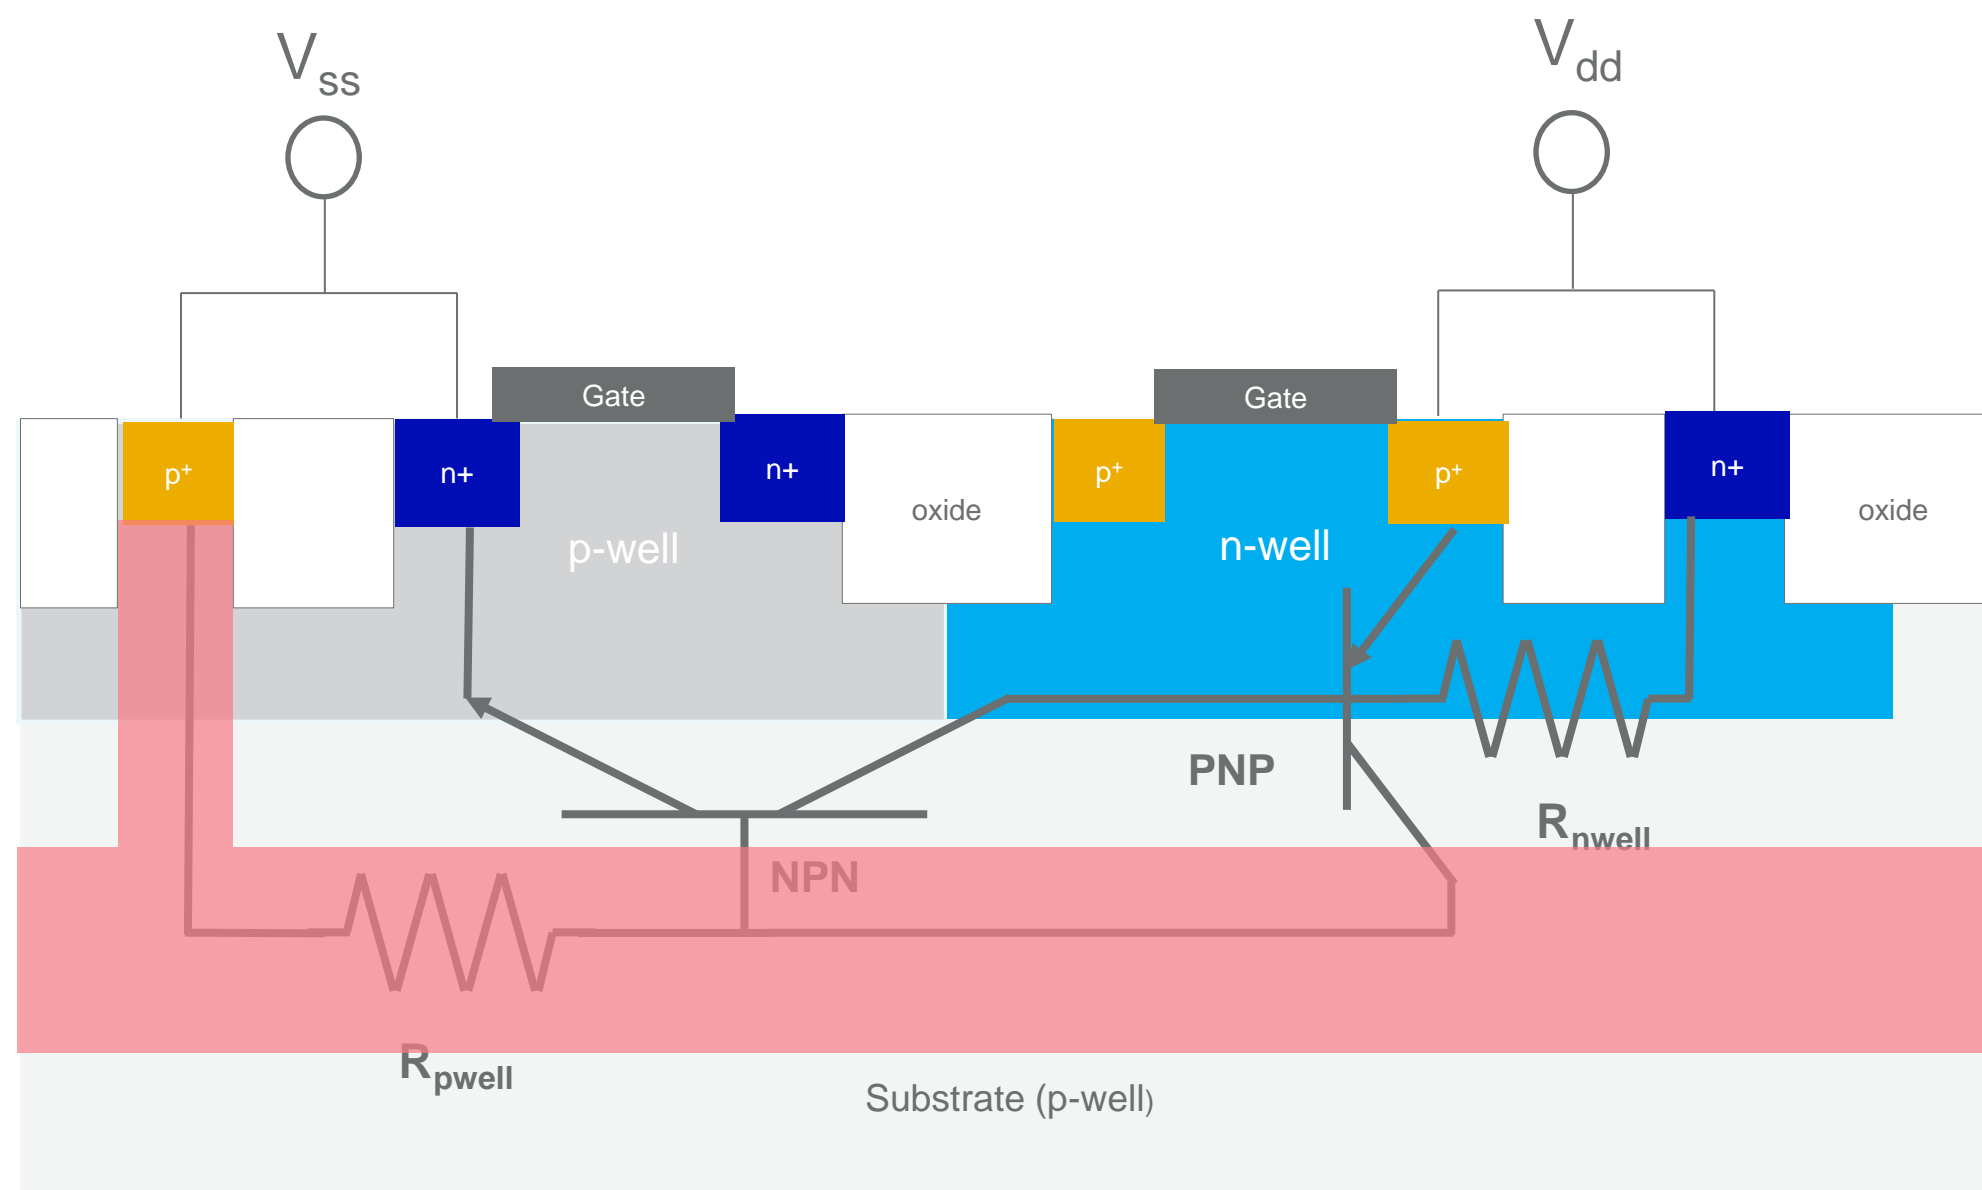 Vss
Vdd
Gate
Gate
p+
n+
n+
oxide
p+
p+
n+
oxide
p-well
n-well
PNP
Rnwell
NPN
Rpwell
Substrate (p-well)